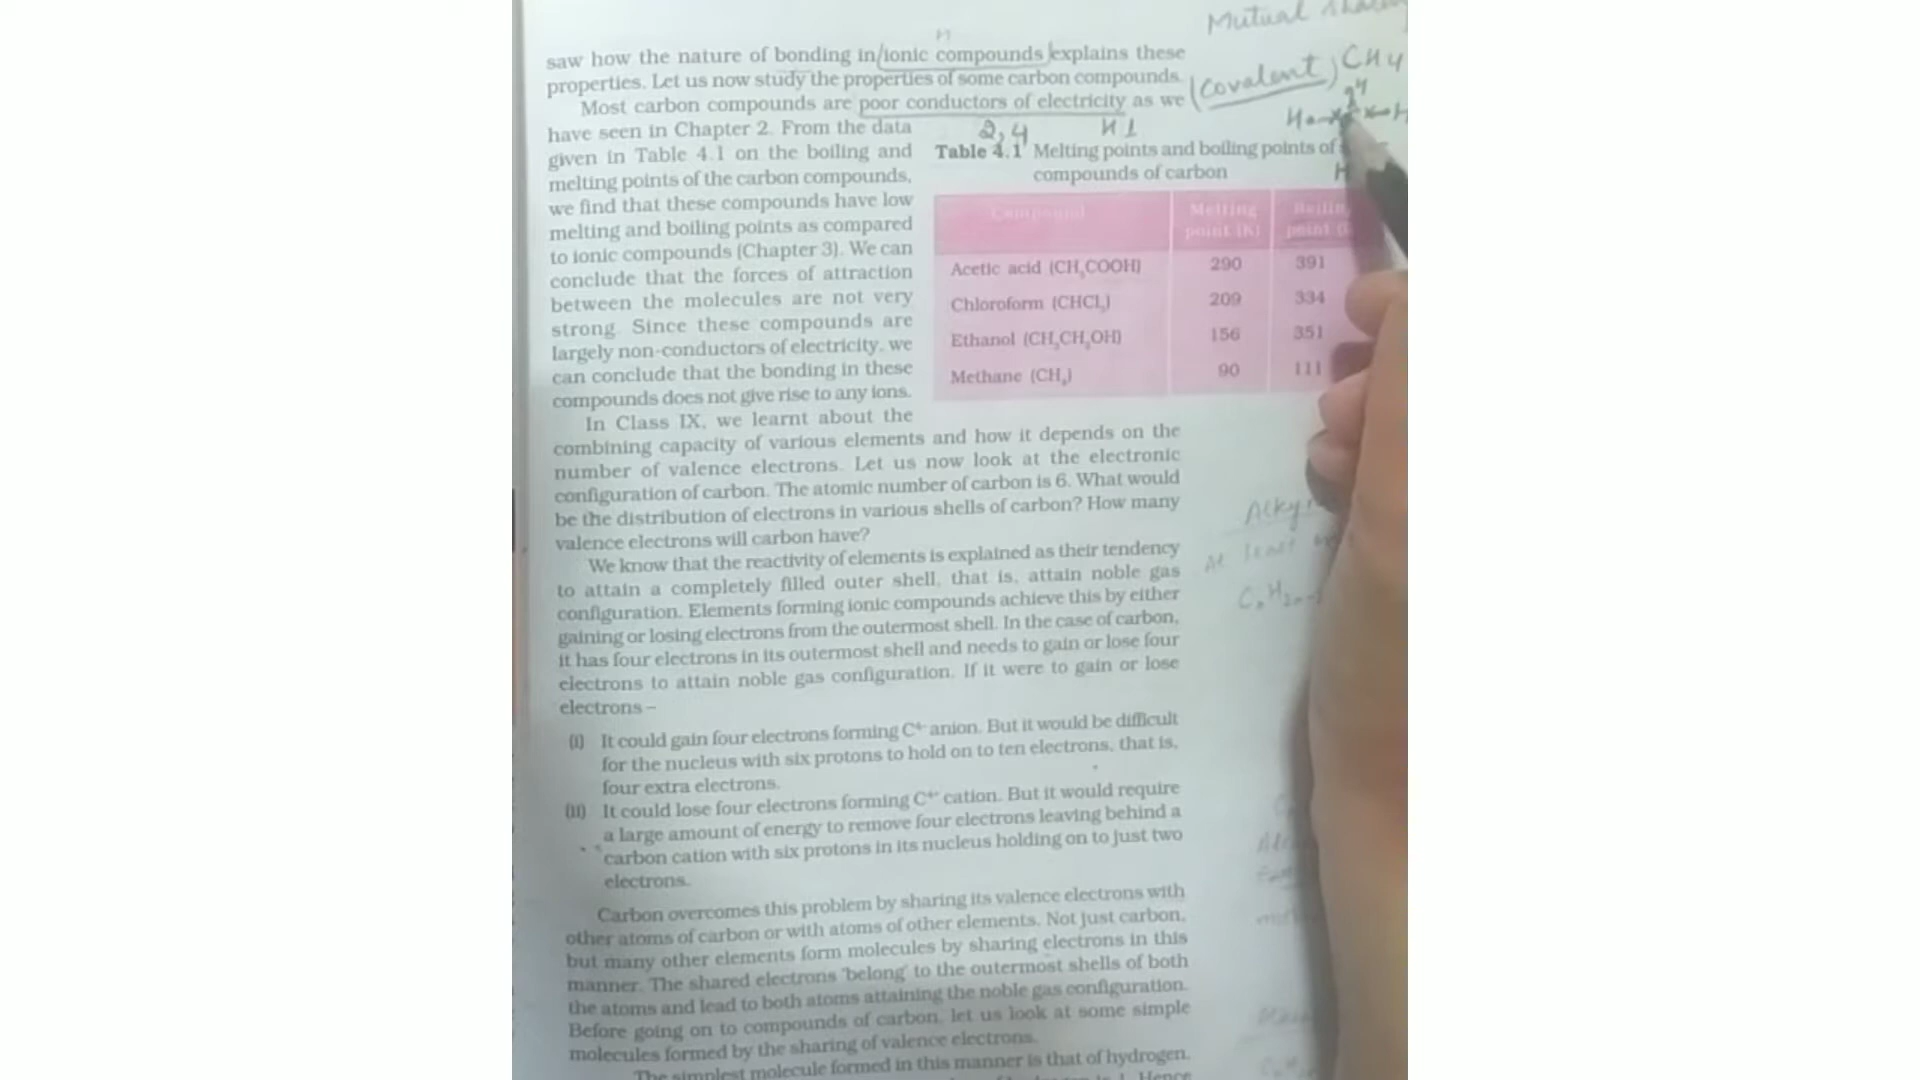 Mutual
saw how the nature of bonding in ionic compounds explains these
properties. Let us now study the properties of some carbon compounds.
(Covalent) CH4
Most carbon compounds are poor conductors of electricity as we
have seen in Chapter 2. From the data
given in Table 4.1 on the boiling and
melting points of the carbon compounds,
we find that these compounds have low
melting and boiling points as compared
to ionic compounds (Chapter 3). We can
conclude that the forces of attraction
between the molecules are not very
strong. Since these compounds are
largely non-conductors of electricity, we
can conclude that the bonding in these
compounds does not give rise to any ions.
2,4 H 1
Table 4.1 Melting points and boiling points of
compounds of carbon
Compound Melting
point (K) point
Acetic acid (CH3COOH) 290 391
Chloroform (CHCl3) 209 334
Ethanol (CH3CH2OH) 156 351
Methane (CH4) 90 111
In Class IX, we learnt about the
combining capacity of various elements and how it depends on the
number of valence electrons. Let us now look at the electronic
configuration of carbon. The atomic number of carbon is 6. What would
be the distribution of electrons in various shells of carbon? How many
valence electrons will carbon have?
We know that the reactivity of elements is explained as their tendency
to attain a completely filled outer shell, that is, attain noble gas
configuration. Elements forming ionic compounds achieve this by either
gaining or losing electrons from the outermost shell. In the case of carbon,
it has four electrons in its outermost shell and needs to gain or lose four
electrons to attain noble gas configuration. If it were to gain or lose
electrons –
(i) It could gain four electrons forming C4- anion. But it would be difficult
for the nucleus with six protons to hold on to ten electrons, that is,
four extra electrons.
(ii) It could lose four electrons forming C4+ cation. But it would require
a large amount of energy to remove four electrons leaving behind a
carbon cation with six protons in its nucleus holding on to just two
electrons.
Carbon overcomes this problem by sharing its valence electrons with
other atoms of carbon or with atoms of other elements. Not just carbon,
but many other elements form molecules by sharing electrons in this
manner. The shared electrons 'belong' to the outermost shells of both
the atoms and lead to both atoms attaining the noble gas configuration.
Before going on to compounds of carbon, let us look at some simple
molecules formed by the sharing of valence electrons.
The simplest molecule formed in this manner is that of hydrogen.
Hence
At least